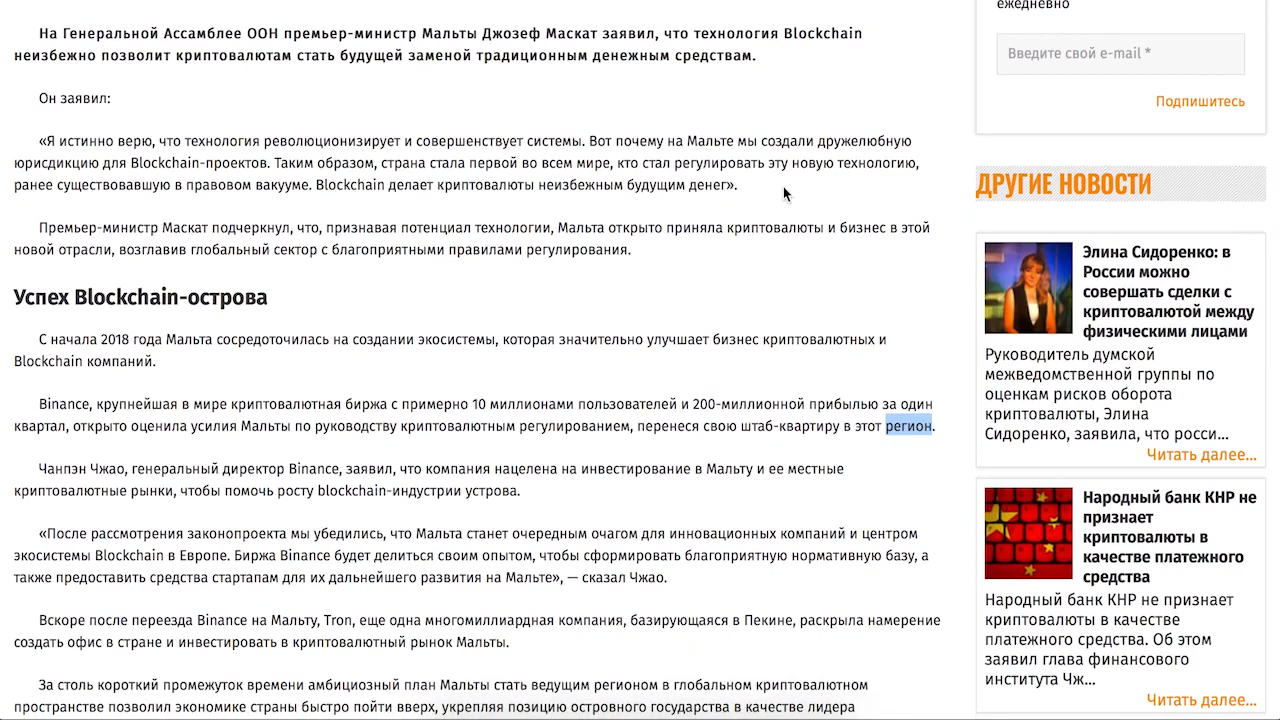 На Генеральной Ассамблее ООН премьер-министр Мальты Джозеф Маскат заявил, что технология Blockchain
неизбежно позволит криптовалютам стать будущей заменой традиционным денежным средствам.
Он заявил:
«Я истинно верю, что технология революционизирует и совершенствует системы. Вот почему на Мальте мы создали дружелюбную
юрисдикцию для Blockchain-проектов. Таким образом, страна стала первой во всем мире, кто стал регулировать эту новую технологию,
ранее существовавшую в правовом вакууме. Blockchain делает криптовалюты неизбежным будущим денег».
Премьер-министр Маскат подчеркнул, что, признавая потенциал технологии, Мальта открыто приняла криптовалюты и бизнес в этой
новой отрасли, возглавив глобальный сектор с благоприятными правилами регулирования.
Успех Blockchain-острова
С начала 2018 года Мальта сосредоточилась на создании экосистемы, которая значительно улучшает бизнес криптовалютных и
Blockchain компаний.
Binance, крупнейшая в мире криптовалютная биржа с примерно 10 миллионами пользователей и 200-миллионной прибылью за один
квартал, открыто оценила усилия Мальты по руководству криптовалютным регулированием, перенеся свою штаб-квартиру в этот регион.
Чанпэн Чжао, генеральный директор Binance, заявил, что компания нацелена на инвестирование в Мальту и ее местные
криптовалютные рынки, чтобы помочь росту blockchain-индустрии устрова.
«После рассмотрения законопроекта мы убедились, что Мальта станет очередным очагом для инновационных компаний и центром
экосистемы Blockchain в Европе. Биржа Binance будет делиться своим опытом, чтобы сформировать благоприятную нормативную базу, а
также предоставить средства стартапам для их дальнейшего развития на Мальте», — сказал Чжао.
Вскоре после переезда Binance на Мальту, Tron, еще одна многомиллиардная компания, базирующаяся в Пекине, раскрыла намерение
создать офис в стране и инвестировать в криптовалютный рынок Мальты.
За столь короткий промежуток времени амбициозный план Мальты стать ведущим регионом в глобальном криптовалютном
пространстве позволил экономике страны быстро пойти вверх, укрепляя позицию островного государства в качестве лидера
ежедневно
Введите свой e-mail *
Подпишитесь
ДРУГИЕ НОВОСТИ
Элина Сидоренко: в
России можно
совершать сделки с
криптовалютой между
физическими лицами
Руководитель думской
межведомственной группы по
оценкам рисков оборота
криптовалюты, Элина
Сидоренко, заявила, что росси...
Читать далее...
Народный банк КНР не
признает
криптовалюты в
качестве платежного
средства
Народный банк КНР не признает
криптовалюты в качестве
платежного средства. Об этом
заявил глава финансового
института Чж...
Читать далее...